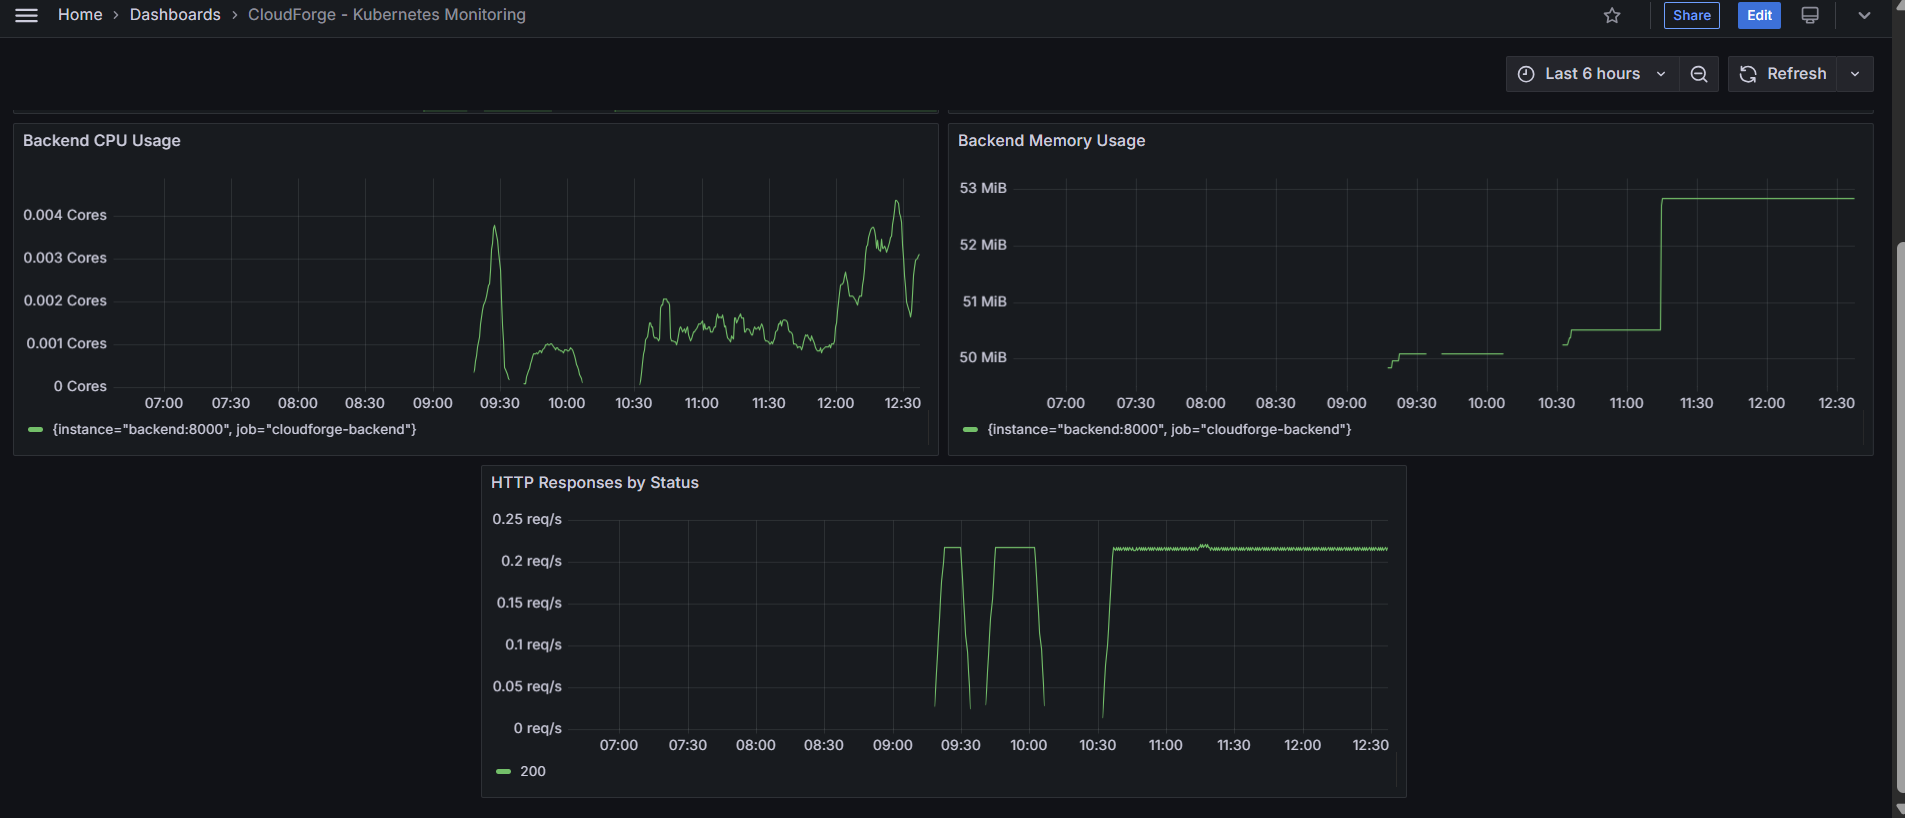 Home › Dashboards › CloudForge - Kubernetes Monitoring
Share
Edit
Last 6 hours
Refresh
Backend CPU Usage
0.004 Cores
0.003 Cores
0.002 Cores
0.001 Cores
0 Cores
07:00 07:30 08:00 08:30 09:00 09:30 10:00 10:30 11:00 11:30 12:00 12:30
{instance="backend:8000", job="cloudforge-backend"}
Backend Memory Usage
53 MiB
52 MiB
51 MiB
50 MiB
07:00 07:30 08:00 08:30 09:00 09:30 10:00 10:30 11:00 11:30 12:00 12:30
{instance="backend:8000", job="cloudforge-backend"}
HTTP Responses by Status
0.25 req/s
0.2 req/s
0.15 req/s
0.1 req/s
0.05 req/s
0 req/s
07:00 07:30 08:00 08:30 09:00 09:30 10:00 10:30 11:00 11:30 12:00 12:30
200